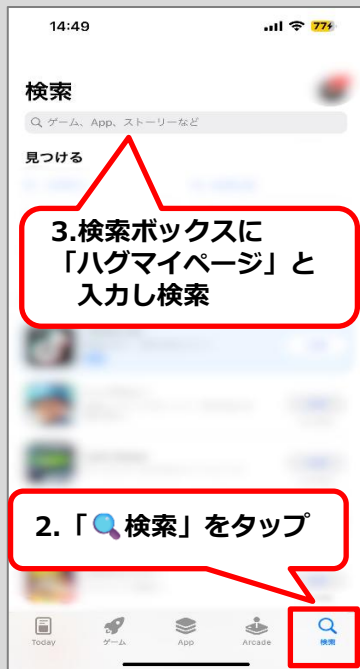 14:49
77
検索
ゲーム、App、ストーリーなど
見つける
3.検索ボックスに
「ハグマイページ」と
入力し検索
2.「🔍検索」をタップ
Today
ゲーム
App
Arcade
検索